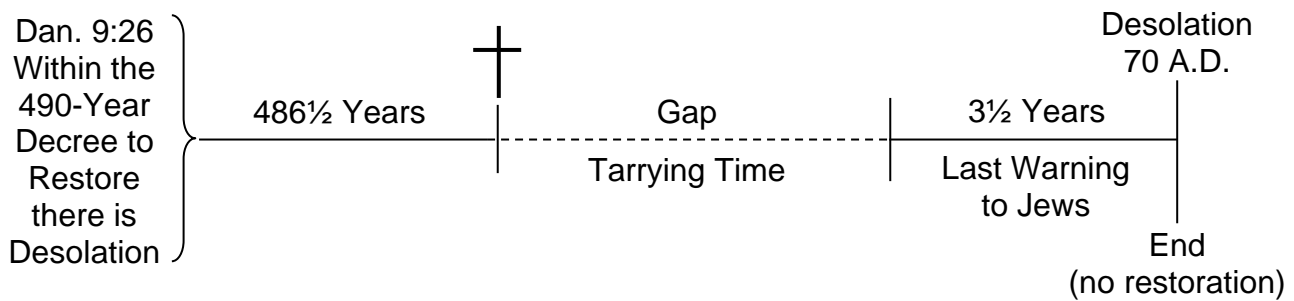 Dan. 9:26
Within the
490-Year
Decree to
Restore
there is
Desolation
486½ Years
Gap
Tarrying Time
3½ Years
Last Warning
to Jews
Desolation
70 A.D.
End
(no restoration)